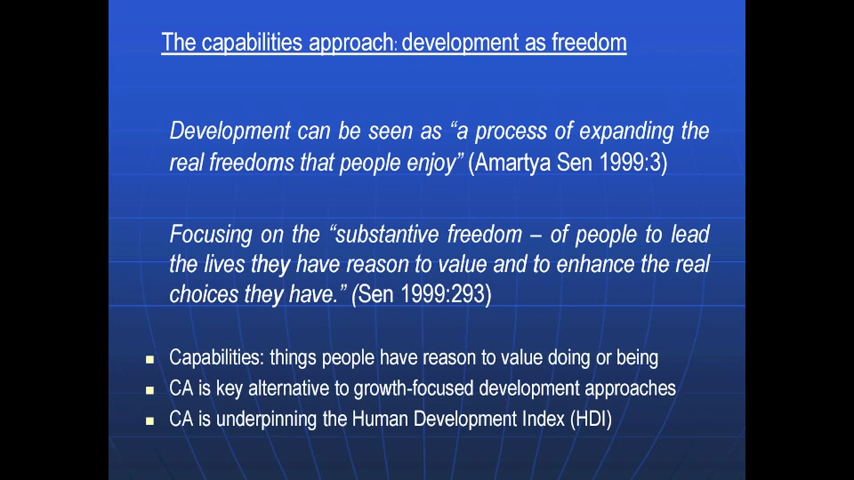 The capabilities approach: development as freedom
Development can be seen as “a process of expanding the
real freedoms that people enjoy” (Amartya Sen 1999:3)
Focusing on the “substantive freedom – of people to lead
the lives they have reason to value and to enhance the real
choices they have.” (Sen 1999:293)
Capabilities: things people have reason to value doing or being
CA is key alternative to growth-focused development approaches
CA is underpinning the Human Development Index (HDI)